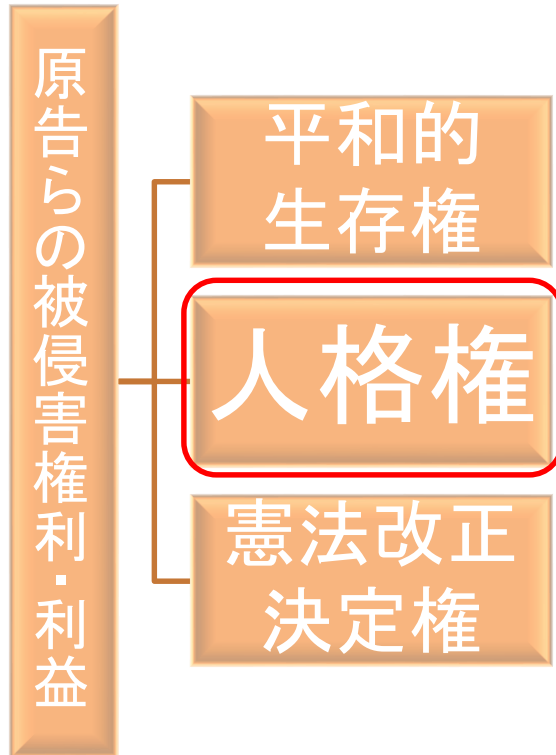 原告らの被侵害権利・利益
平和的
生存権
人格権
憲法改正
決定権